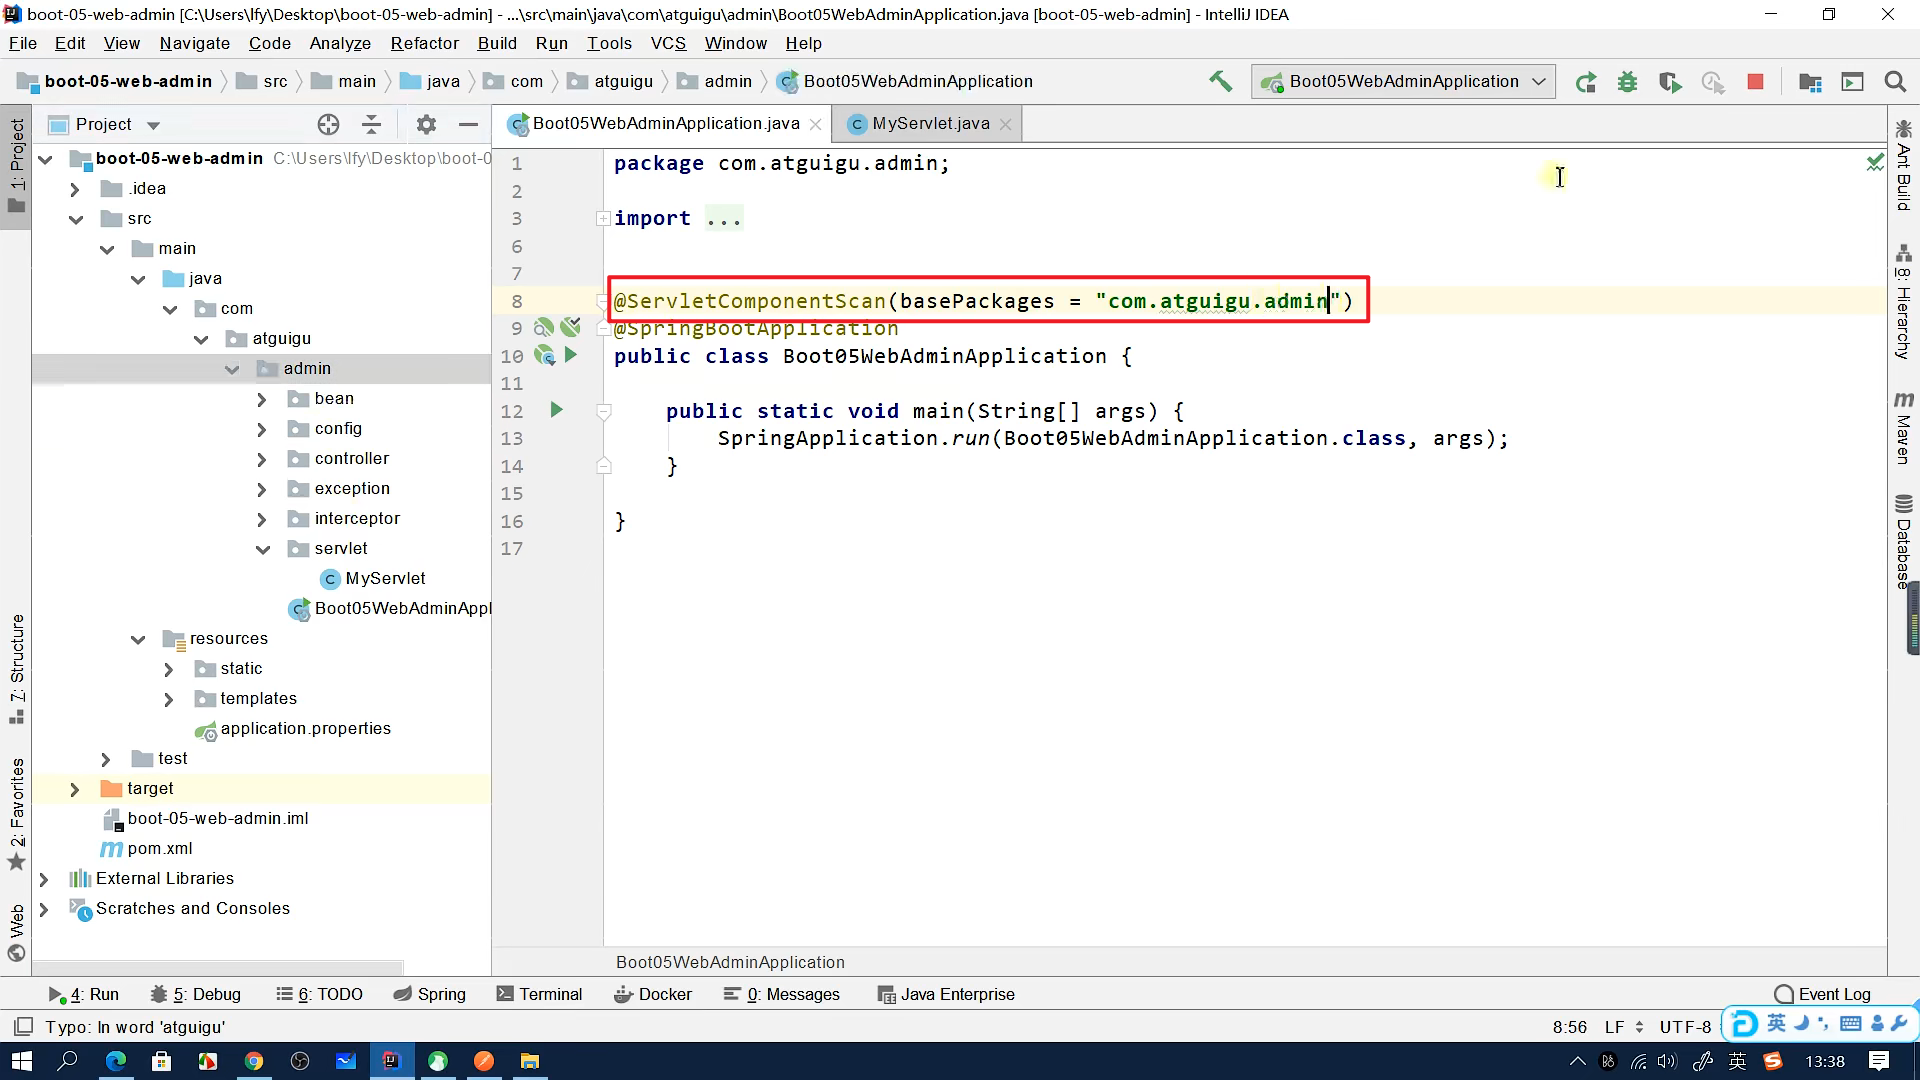 boot-05-web-admin [C:\Users\lfy\Desktop\boot-05-web-admin] - ...\src\main\java\com\atguigu\admin\Boot05WebAdminApplication.java [boot-05-web-admin] - IntelliJ IDEA
File Edit View Navigate Code Analyze Refactor Build Run Tools VCS Window Help
boot-05-web-admin src main java com atguigu admin Boot05WebAdminApplication
Boot05WebAdminApplication
Project
Boot05WebAdminApplication.java
MyServlet.java
1: Project
7: Structure
2: Favorites
Web
boot-05-web-admin C:\Users\lfy\Desktop\boot-0
.idea
src
main
java
com
atguigu
admin
bean
config
controller
exception
interceptor
servlet
MyServlet
Boot05WebAdminAppl
resources
static
templates
application.properties
test
target
boot-05-web-admin.iml
pom.xml
External Libraries
Scratches and Consoles
1 package com.atguigu.admin;
2
3 import ...
6
7
8 @ServletComponentScan(basePackages = "com.atguigu.admin")
9 @SpringBootApplication
10 public class Boot05WebAdminApplication {
11
12 public static void main(String[] args) {
13 SpringApplication.run(Boot05WebAdminApplication.class, args);
14 }
15
16 }
17
Boot05WebAdminApplication
Ant Build
8: Hierarchy
Maven
Database
4: Run 5: Debug 6: TODO Spring Terminal Docker 0: Messages Java Enterprise Event Log
Typo: In word 'atguigu'
8:56 LF UTF-8
英
英
13:38